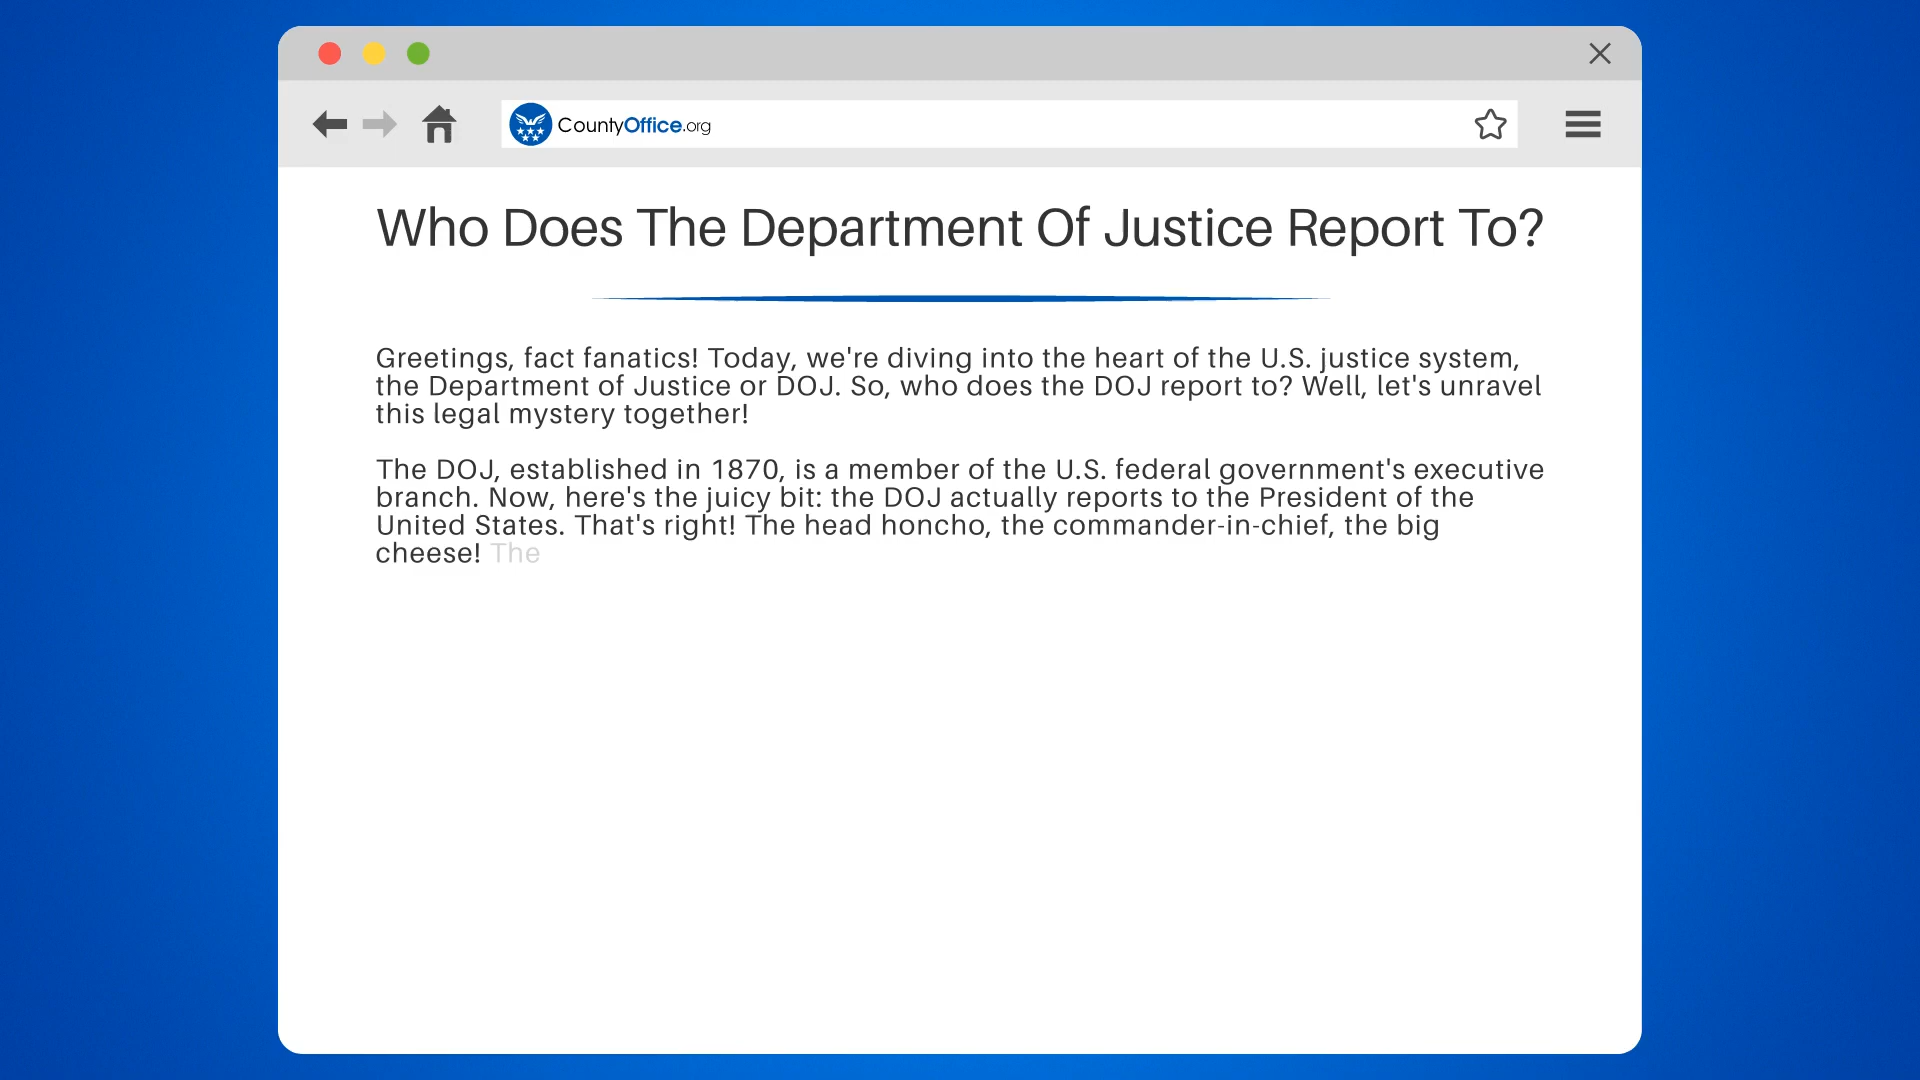 CountyOffice.org
Who Does The Department Of Justice Report To?
Greetings, fact fanatics! Today, we're diving into the heart of the U.S. justice system,
the Department of Justice or DOJ. So, who does the DOJ report to? Well, let's unravel
this legal mystery together!
The DOJ, established in 1870, is a member of the U.S. federal government's executive
branch. Now, here's the juicy bit: the DOJ actually reports to the President of the
United States. That's right! The head honcho, the commander-in-chief, the big
cheese! The